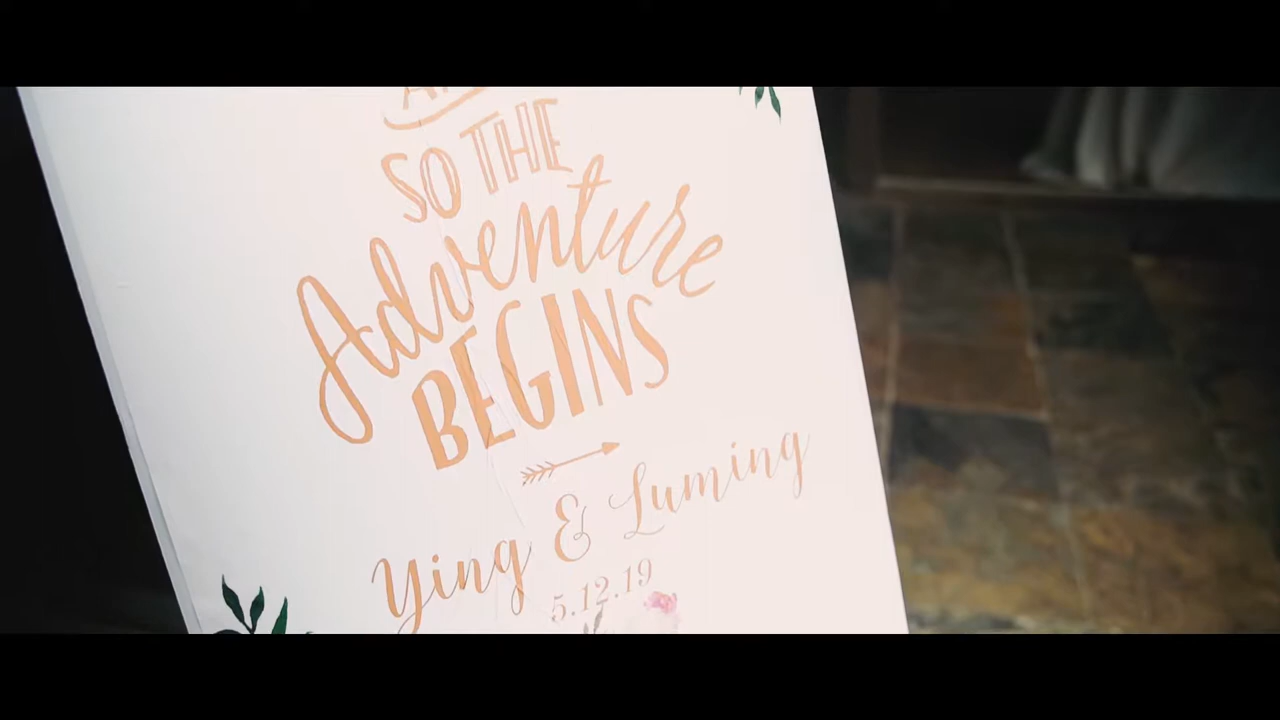 SO THE
Adventure
BEGINS
Ying & Luming
5.12.19